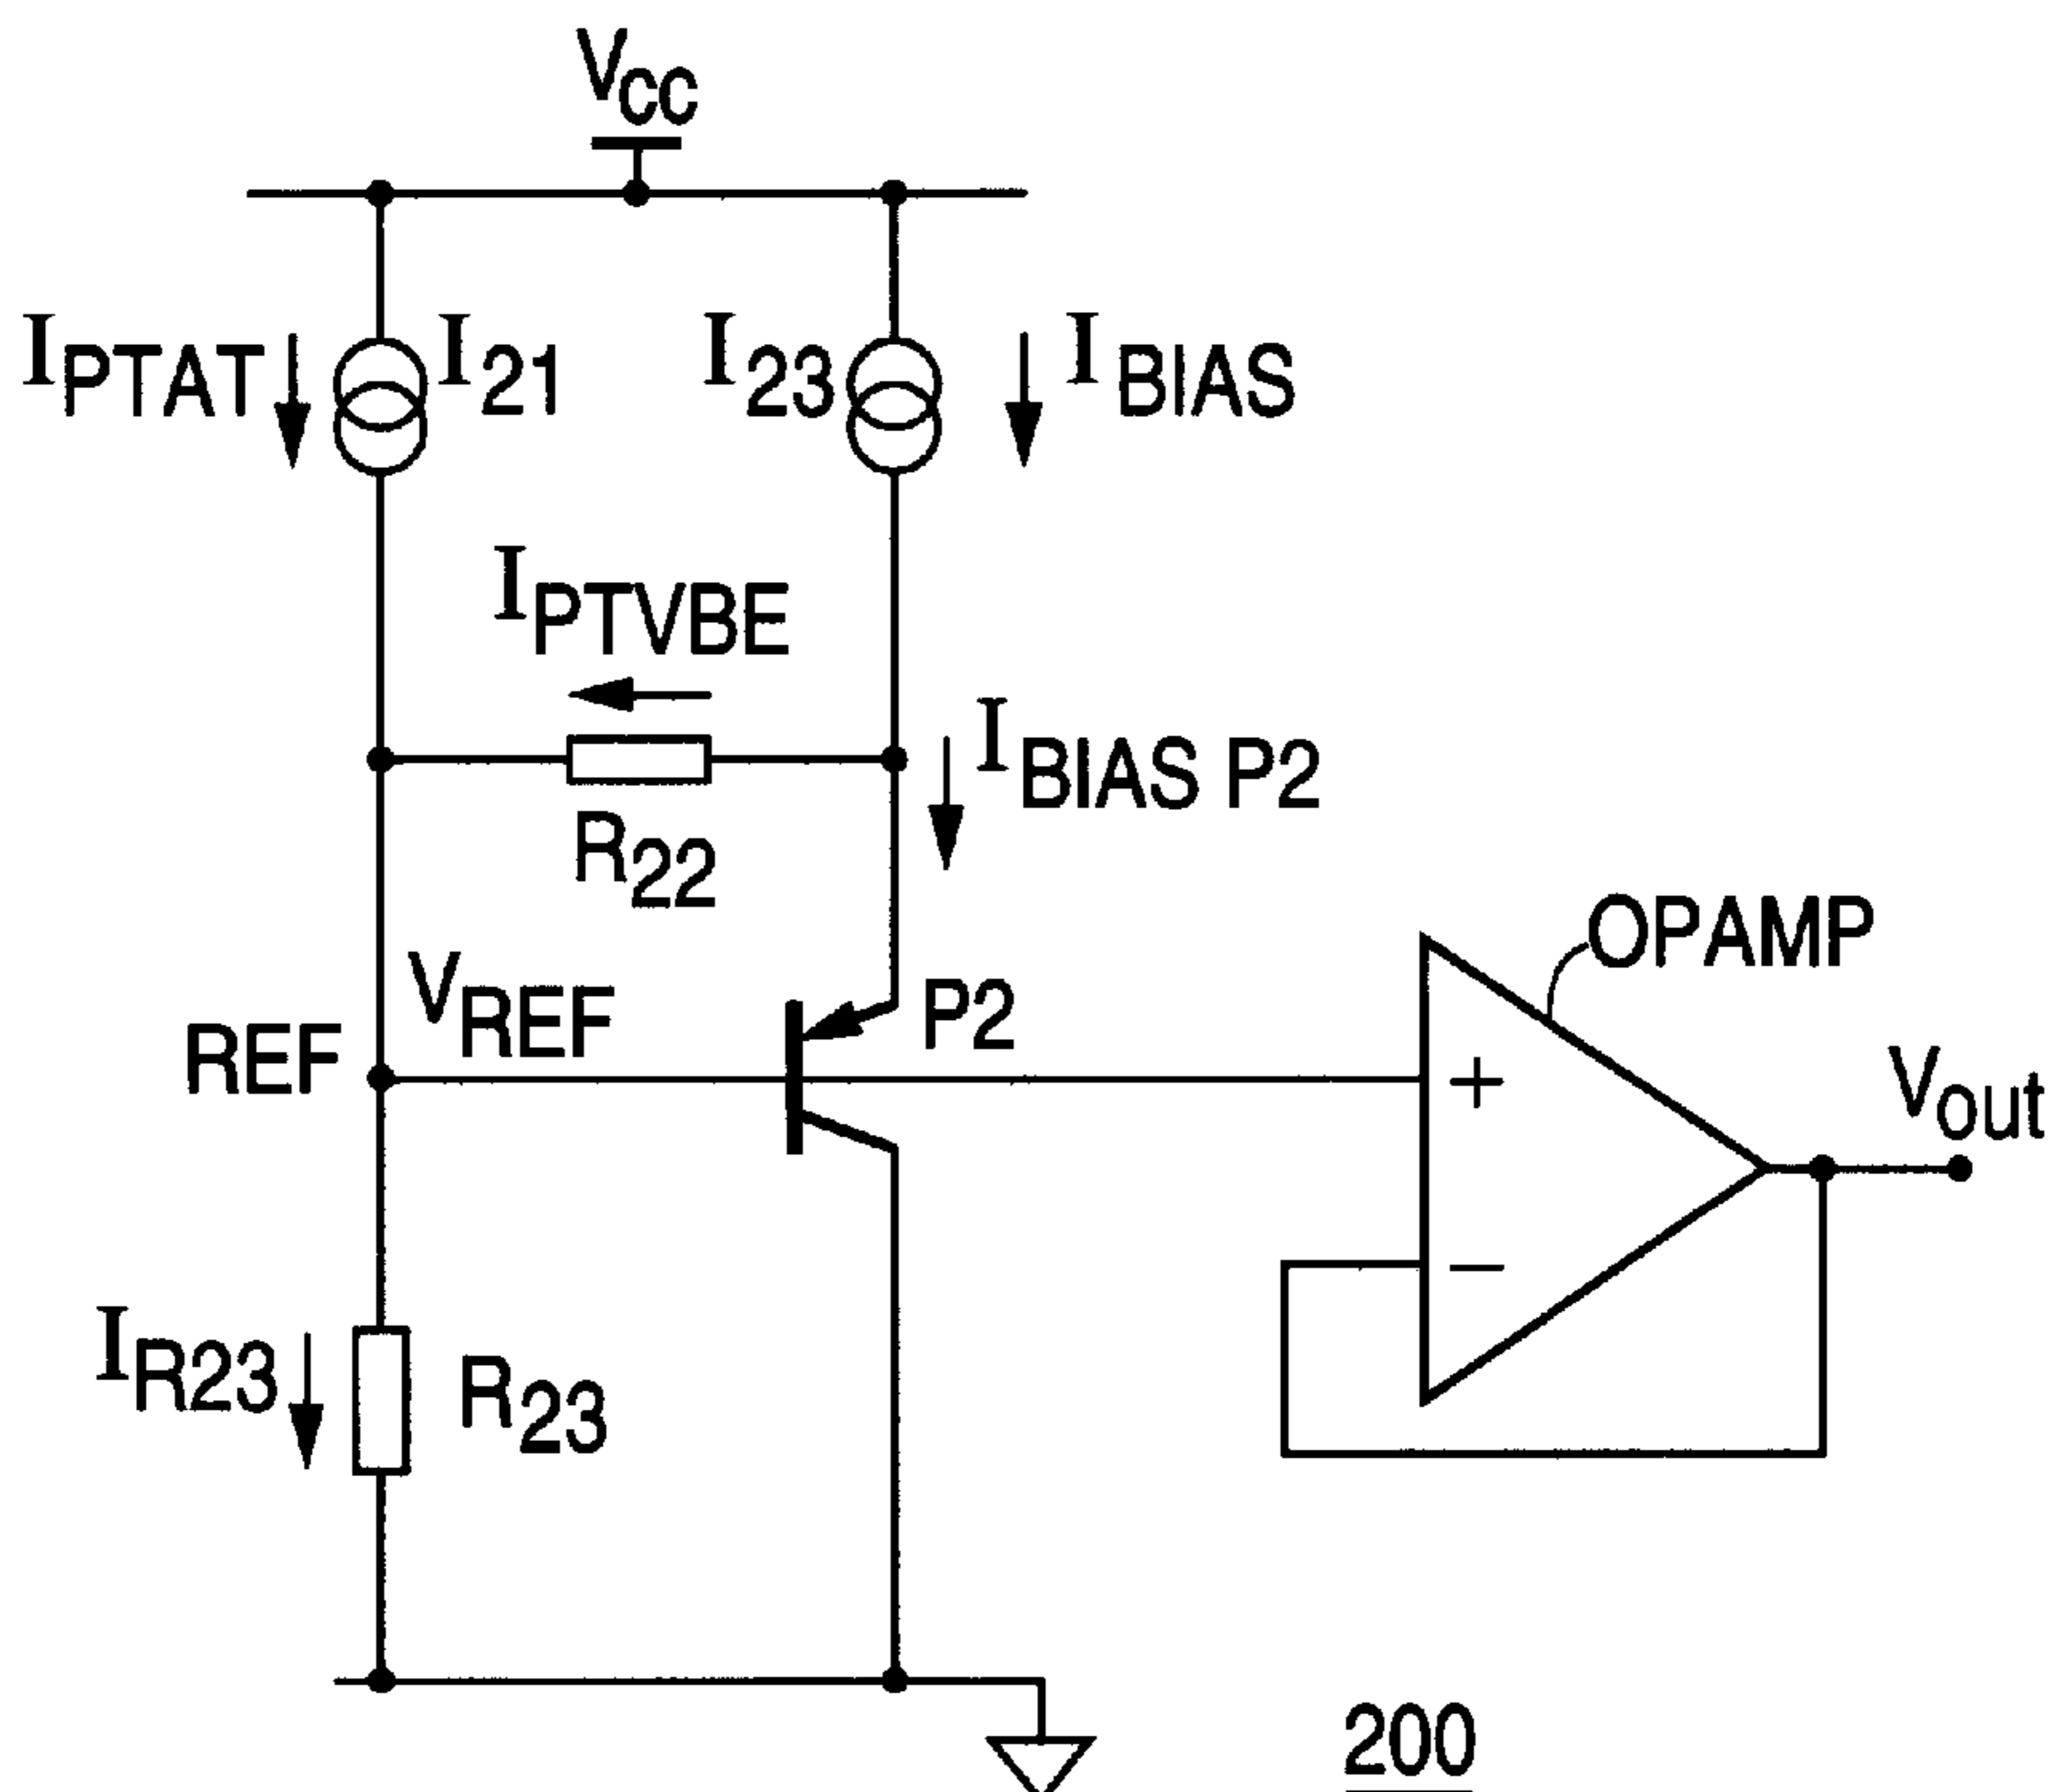 VCC
IPTAT
I21
I23
IBIAS
IPTVBE
IBIAS P2
R22
OPAMP
VREF
P2
REF
+
Vout
−
IR23
R23
200